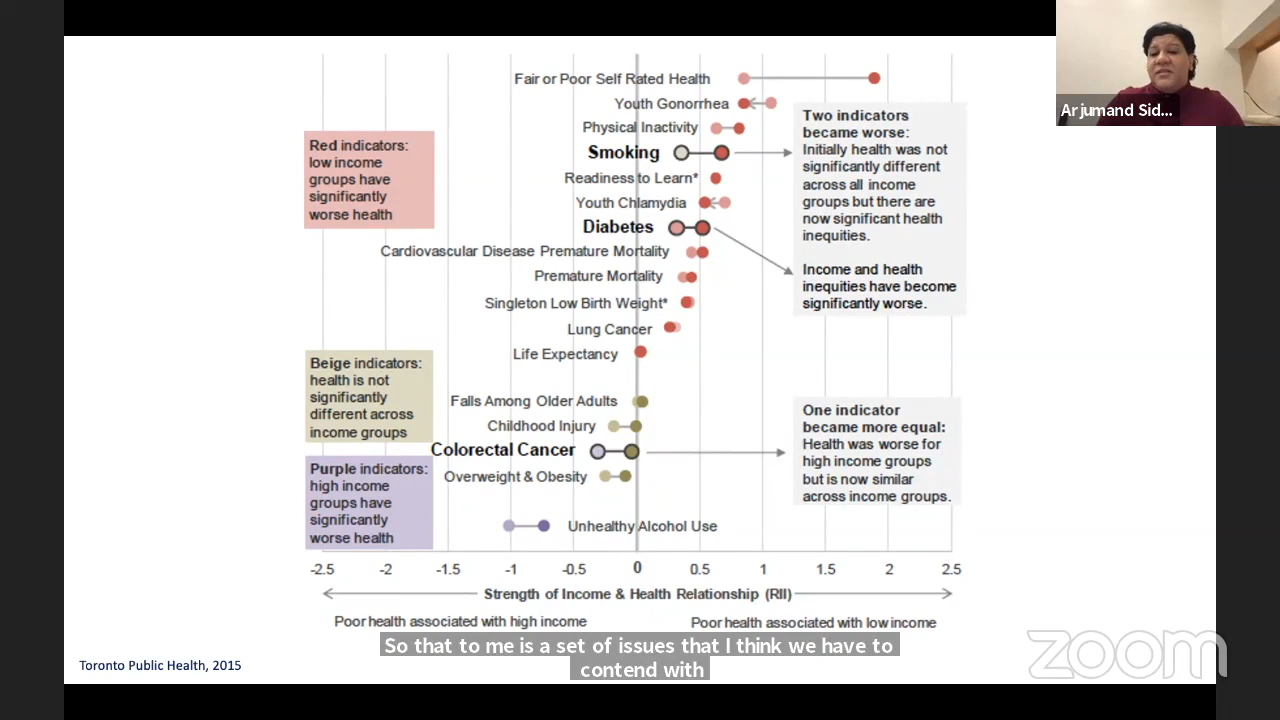 Arjumand Sid...
Fair or Poor Self Rated Health
Youth Gonorrhea
Physical Inactivity
Smoking
Readiness to Learn*
Youth Chlamydia
Diabetes
Cardiovascular Disease Premature Mortality
Premature Mortality
Singleton Low Birth Weight*
Lung Cancer
Life Expectancy
Falls Among Older Adults
Childhood Injury
Colorectal Cancer
Overweight & Obesity
Unhealthy Alcohol Use
Red indicators:
low income
groups have
significantly
worse health
Beige indicators:
health is not
significantly
different across
income groups
Purple indicators:
high income
groups have
significantly
worse health
Two indicators
became worse:
Initially health was not
significantly different
across all income
groups but there are
now significant health
inequities.
Income and health
inequities have become
significantly worse.
One indicator
became more equal:
Health was worse for
high income groups
but is now similar
across income groups.
-2.5 -2 -1.5 -1 -0.5 0 0.5 1 1.5 2 2.5
Strength of Income & Health Relationship (RII)
Poor health associated with high income Poor health associated with low income
So that to me is a set of issues that I think we have to
contend with
Toronto Public Health, 2015
zoom